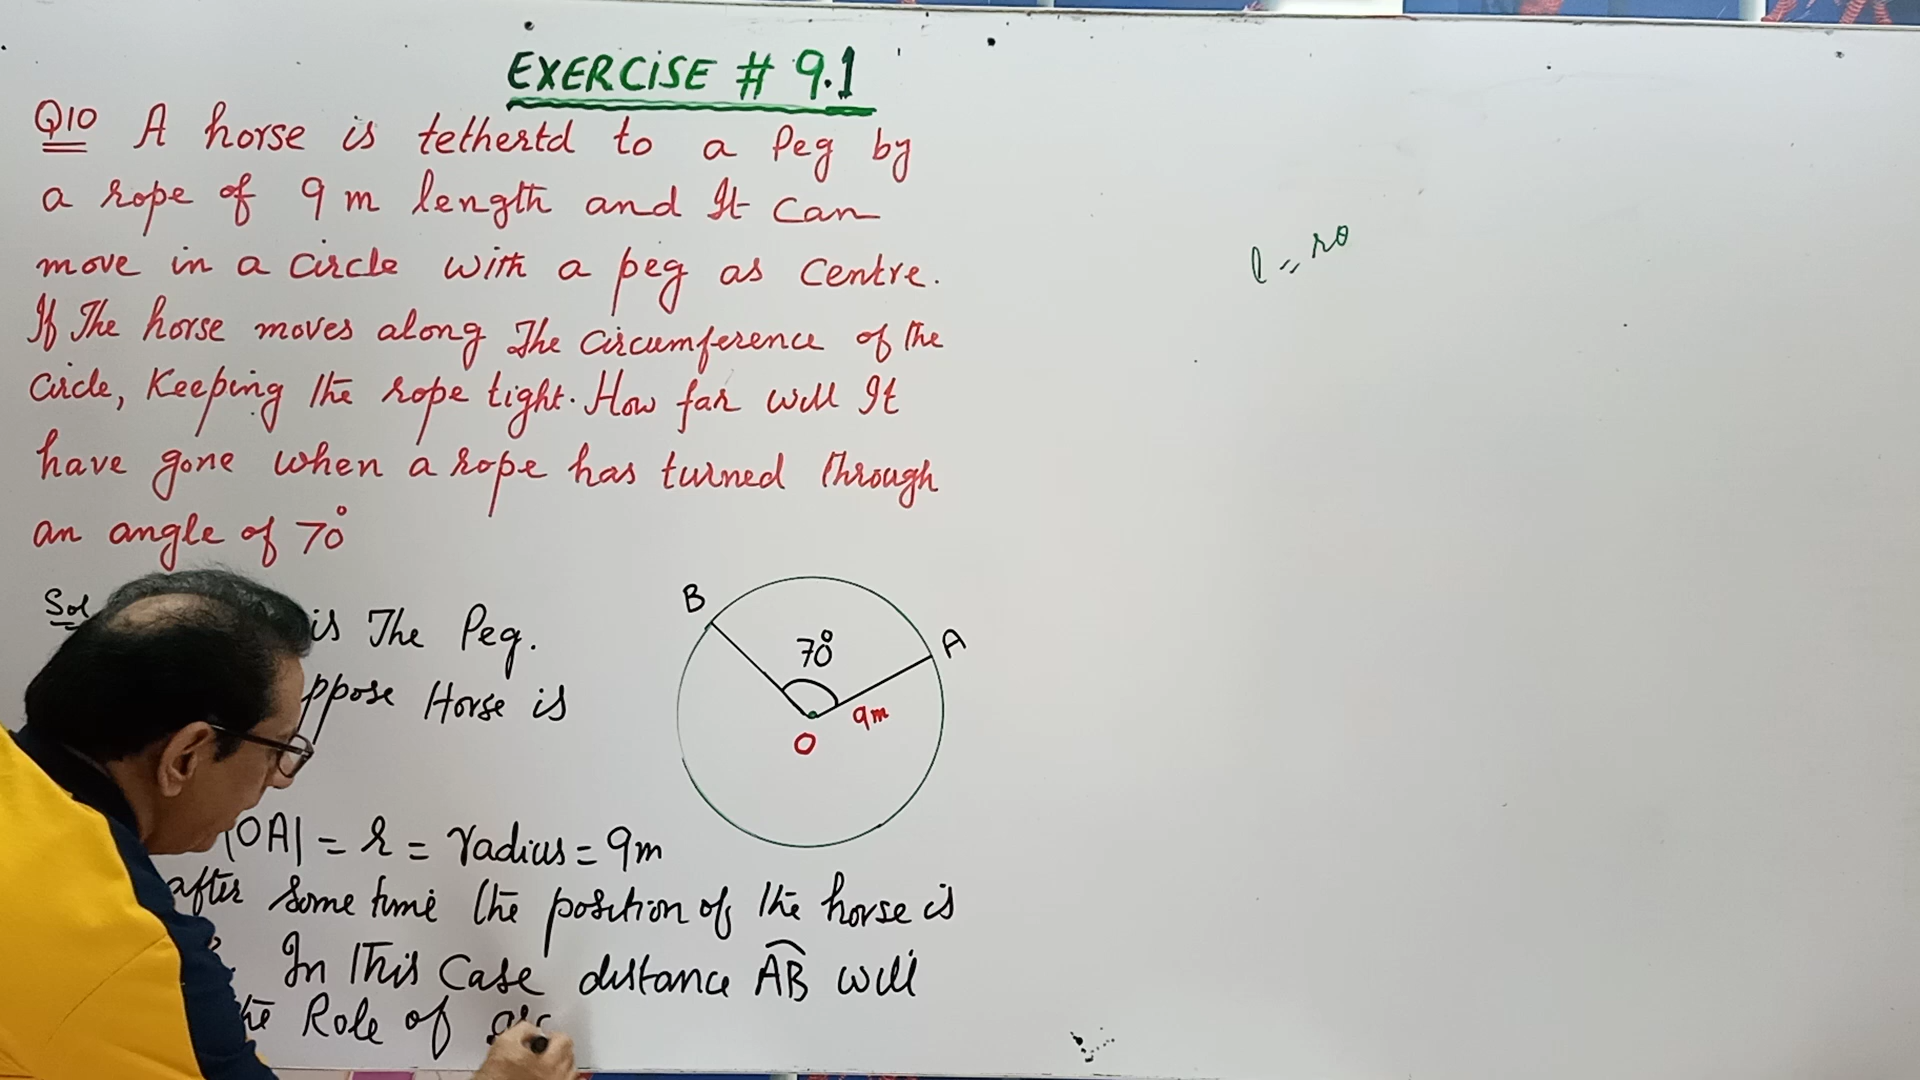 EXERCISE # 9.1
Q10 A horse is tethertd to a Peg by
a rope of 9 m length and It Can
move in a circle with a peg as Centre.
If The horse moves along The Circumference of the
Circle, Keeping the rope tight. How far will It
have gone when a rope has turned Through
an angle of 70°
l = rθ
Sol is The Peg.
Horse is
B
70°
A
9m
O
|OA| = r = radius = 9m
after some time the position of the horse is
In This Case distance AB will
Role of arc